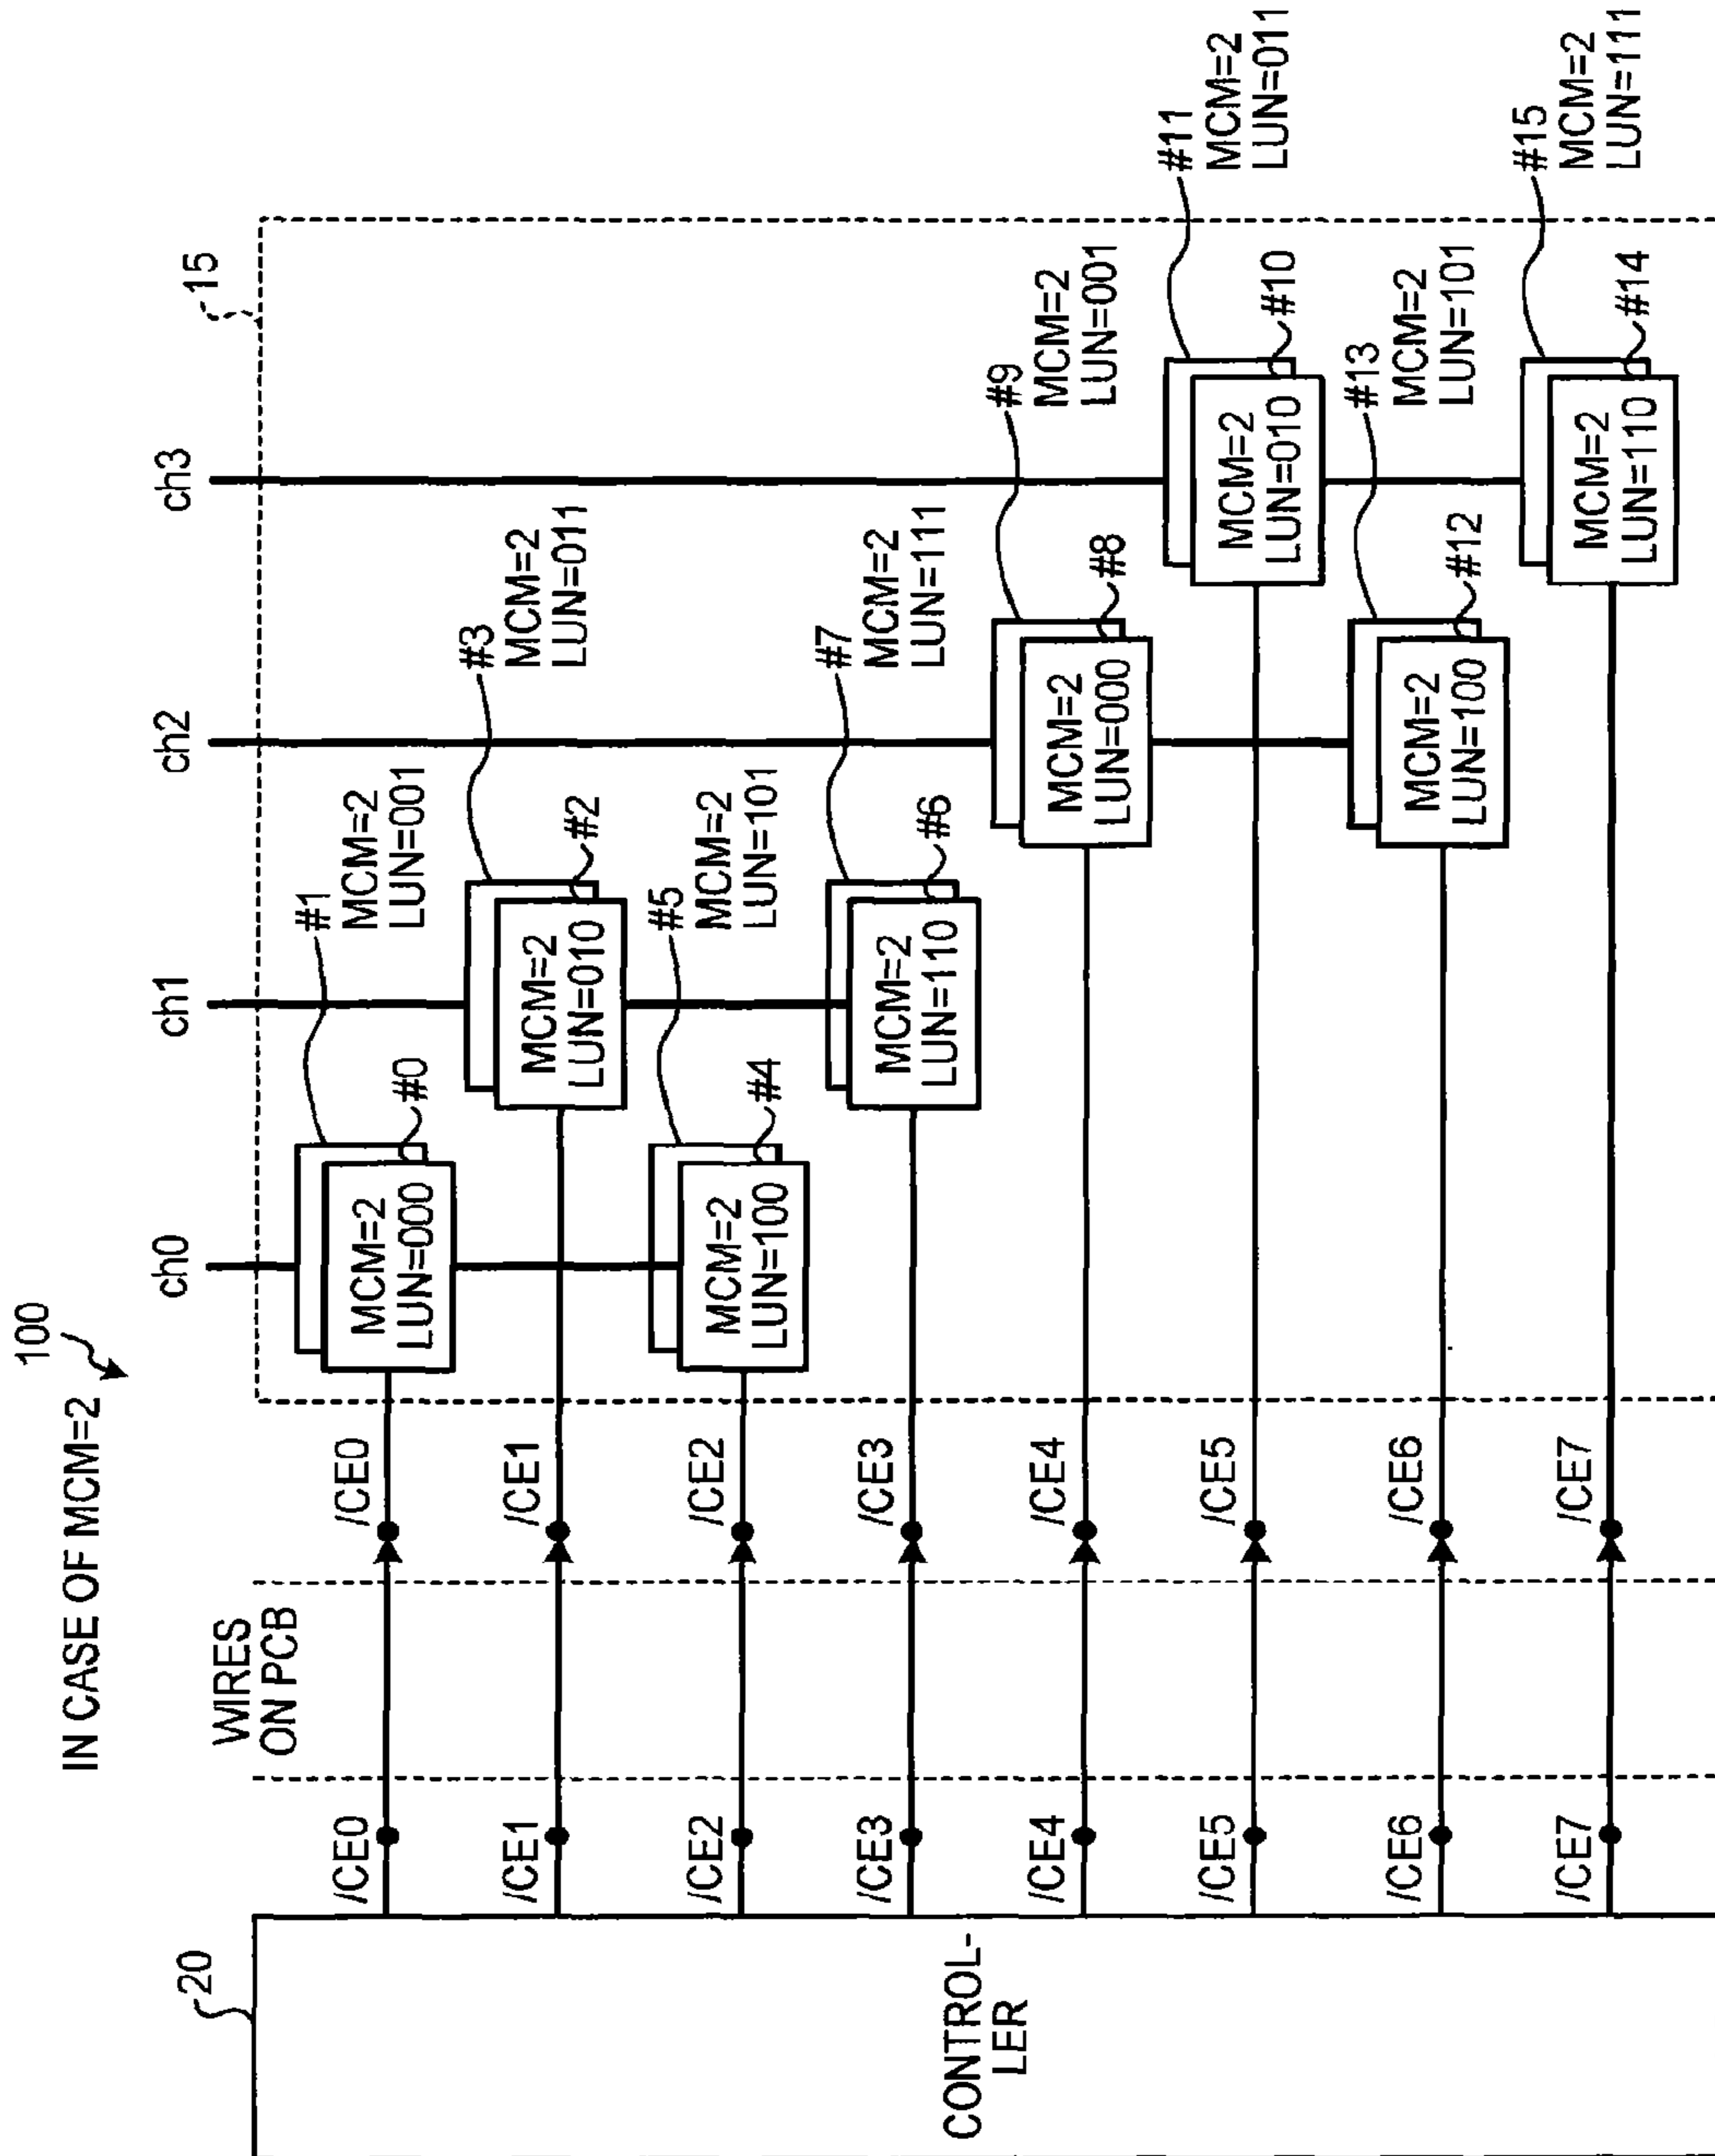 100
IN CASE OF MCM=2
20
CONTROL-
LER
WIRES
ON PCB
15
ch0
ch1
ch2
ch3
/CE0
/CE0
/CE1
/CE1
/CE2
/CE2
/CE3
/CE3
/CE4
/CE4
/CE5
/CE5
/CE6
/CE6
/CE7
/CE7
#1
MCM=2
LUN=001
#0
MCM=2
LUN=000
#3
MCM=2
LUN=011
#2
MCM=2
LUN=010
#5
MCM=2
LUN=101
#4
MCM=2
LUN=100
#7
MCM=2
LUN=111
#6
MCM=2
LUN=110
#9
MCM=2
LUN=001
#8
MCM=2
LUN=000
#11
MCM=2
LUN=011
#10
MCM=2
LUN=010
#13
MCM=2
LUN=101
#12
MCM=2
LUN=100
#15
MCM=2
LUN=111
#14
MCM=2
LUN=110